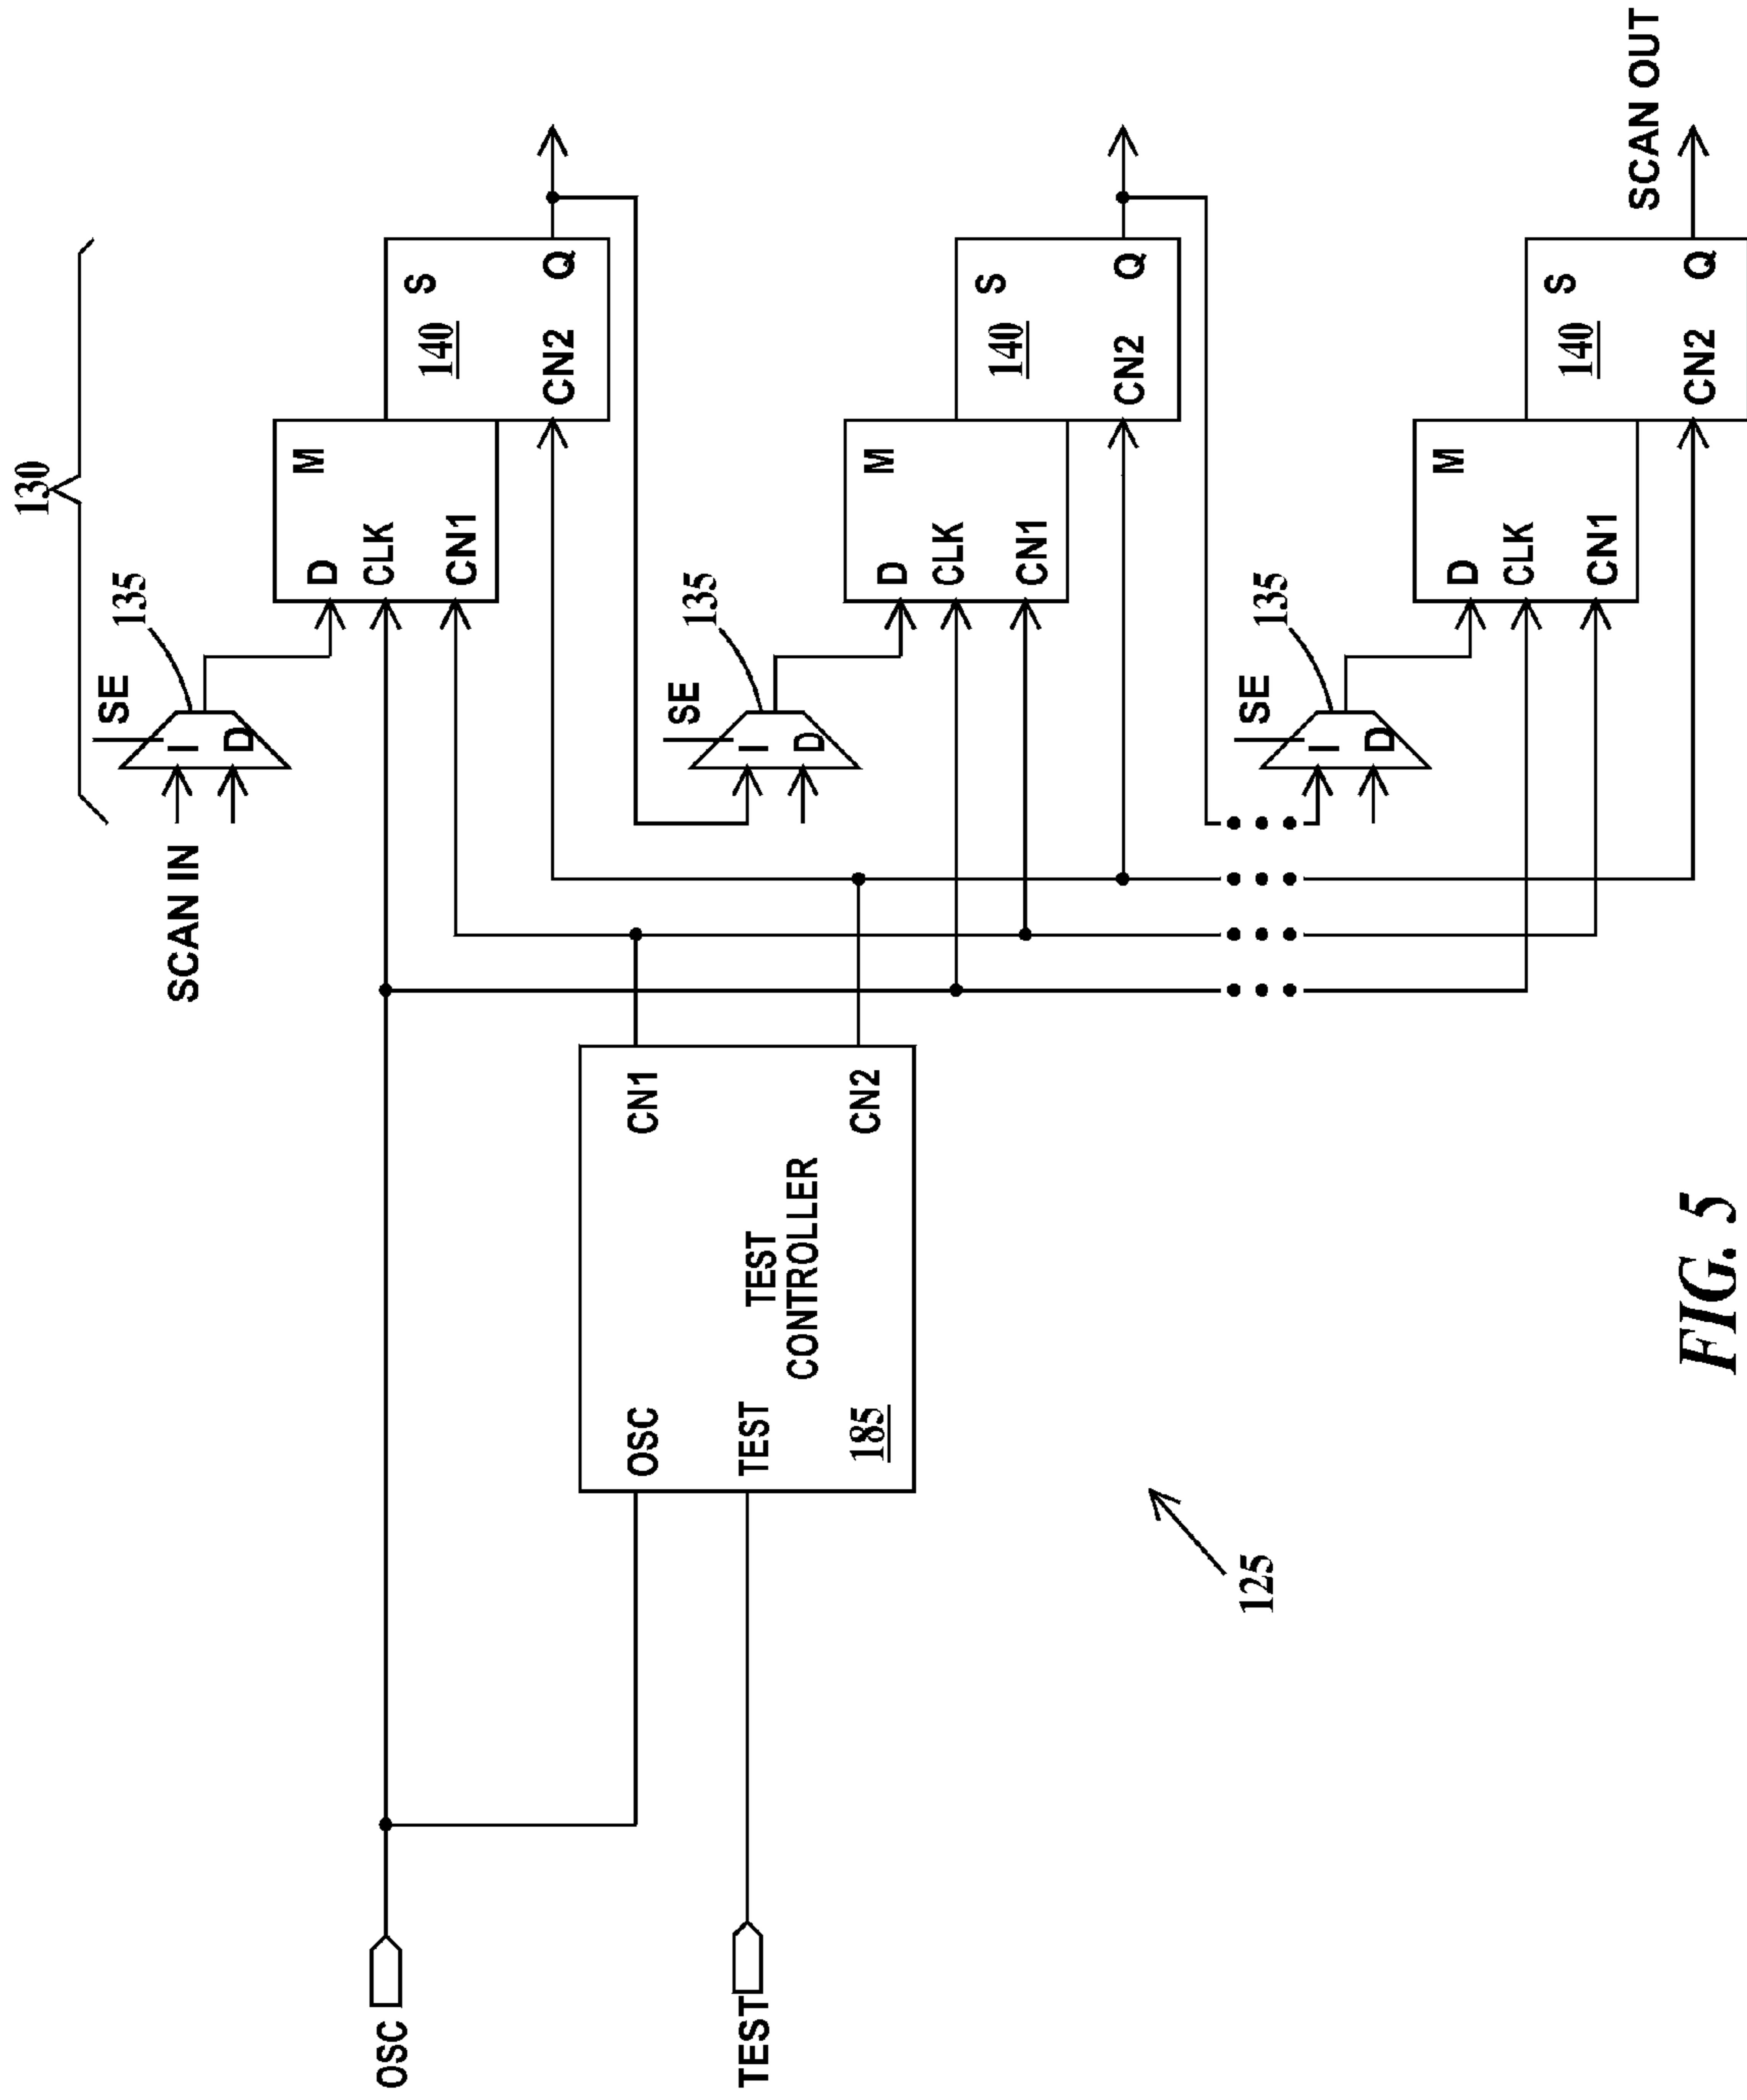 130
SE
135
I
D
SCAN IN
D
M
CLK
CN1
S
140
CN2
Q
SE
135
I
D
D
M
CLK
CN1
S
140
CN2
Q
SE
135
I
D
D
M
CLK
CN1
S
140
CN2
Q
SCAN OUT
OSC
TEST
OSC
CN1
TEST
TEST
CONTROLLER
185
CN2
125
FIG. 5